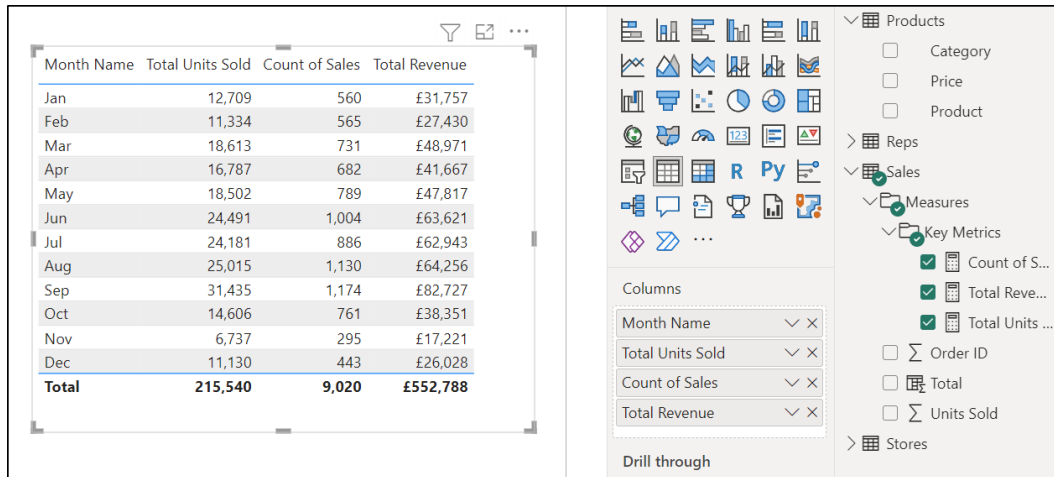 Month Name Total Units Sold Count of Sales Total Revenue
Jan 12,709 560 £31,757
Feb 11,334 565 £27,430
Mar 18,613 731 £48,971
Apr 16,787 682 £41,667
May 18,502 789 £47,817
Jun 24,491 1,004 £63,621
Jul 24,181 886 £62,943
Aug 25,015 1,130 £64,256
Sep 31,435 1,174 £82,727
Oct 14,606 761 £38,351
Nov 6,737 295 £17,221
Dec 11,130 443 £26,028
Total 215,540 9,020 £552,788
123
R Py
Columns
Month Name
Total Units Sold
Count of Sales
Total Revenue
Drill through
Products
Category
Price
Product
Reps
Sales
Measures
Key Metrics
Count of S...
Total Reve...
Total Units ...
Order ID
Total
Units Sold
Stores